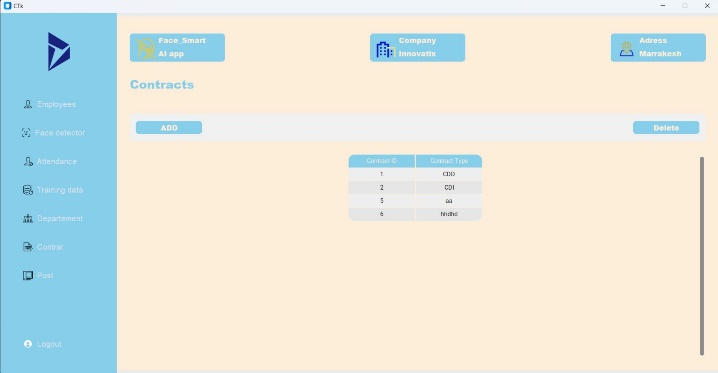 CTk
Face_Smart
AI app
Company
Innovatix
Adress
Marrakesh
Contracts
Employees
Face detector
Attendance
Training data
Departement
Contrat
Post
Logout
ADD
Delete
Contract ID Contract Type
1 CDD
2 CDI
5 aa
6 hhdhd